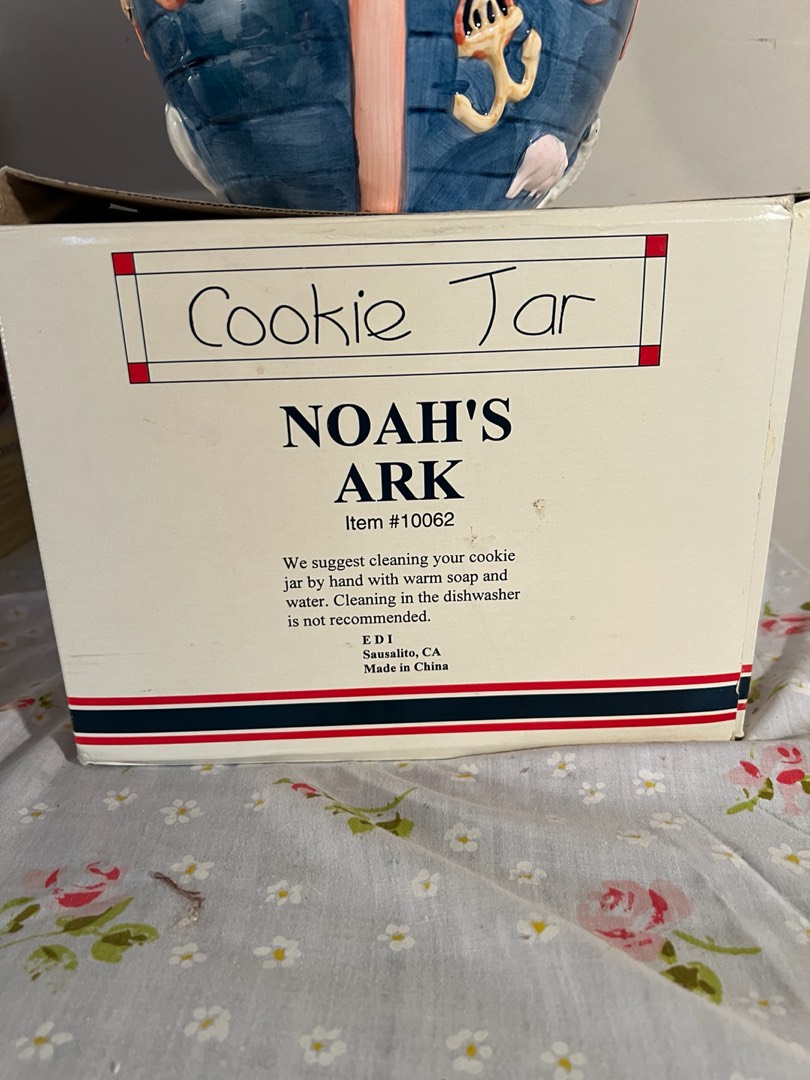 Cookie Jar
NOAH'S
ARK
Item #10062
We suggest cleaning your cookie
jar by hand with warm soap and
water. Cleaning in the dishwasher
is not recommended.
E D I
Sausalito, CA
Made in China